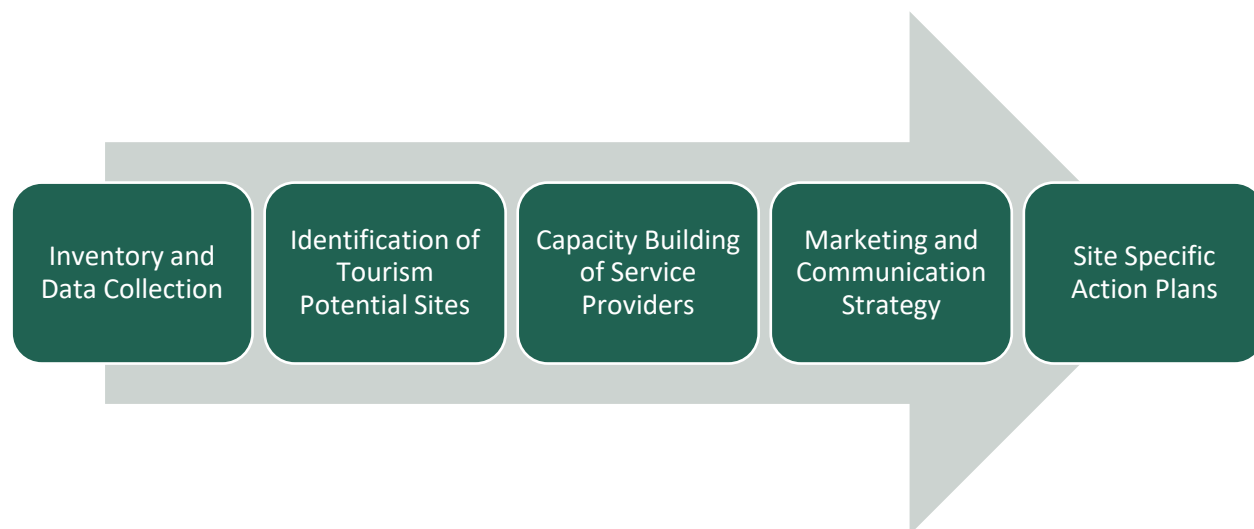 Inventory and
Data Collection
Identification of
Tourism
Potential Sites
Capacity Building
of Service
Providers
Marketing and
Communication
Strategy
Site Specific
Action Plans